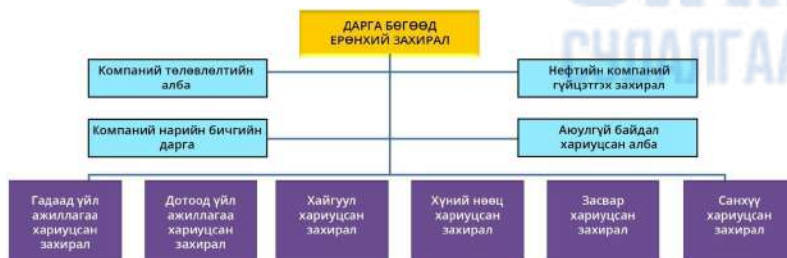 ДАРГА БӨГӨӨД
ЕРӨНХИЙ ЗАХИРАЛ
Компаний төлөвлөлтийн
алба
Нефтийн компаний
гүйцэтгэх захирал
Компаний нарийн бичгийн
дарга
Аюулгүй байдал
хариуцсан алба
Гадаад үйл
ажиллагаа
хариуцсан
захирал
Дотоод үйл
ажиллагаа
хариуцсан
захирал
Хайгуул
хариуцсан
захирал
Хүний нөөц
хариуцсан
захирал
Засвар
хариуцсан
захирал
Санхүү
хариуцсан
захирал